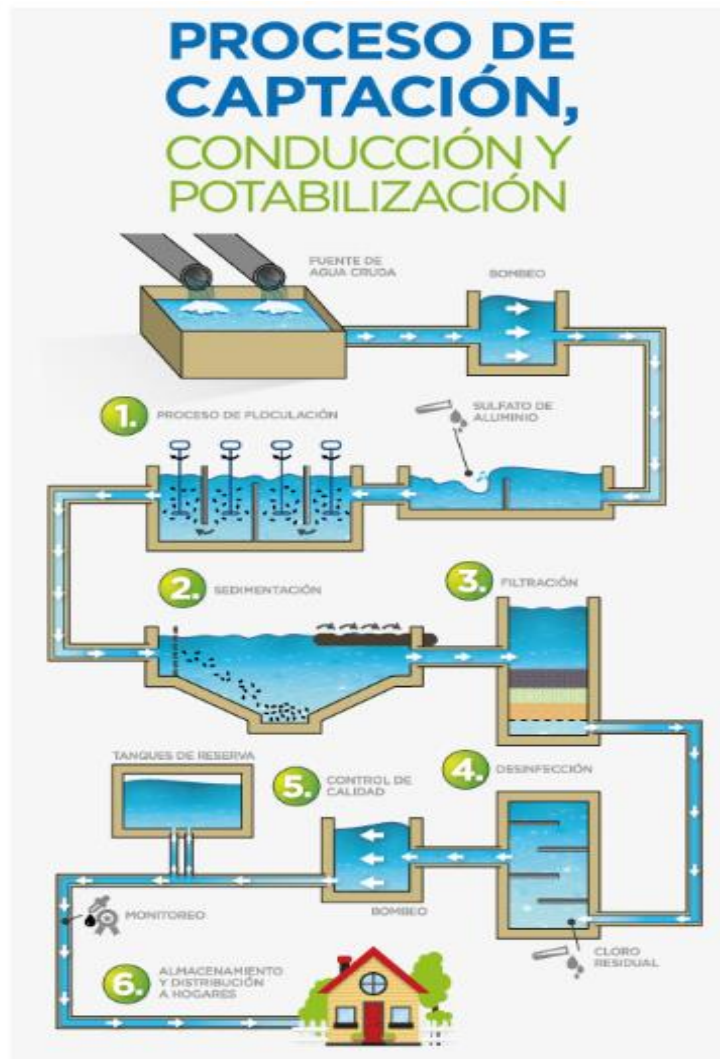 PROCESO DE
CAPTACIÓN,
CONDUCCIÓN Y
POTABILIZACIÓN
FUENTE DE
AGUA CRUDA
BOMBEO
1. PROCESO DE FLOCULACIÓN
SULFATO DE
ALUMINIO
2. SEDIMENTACIÓN
3. FILTRACIÓN
TANQUES DE RESERVA
5. CONTROL DE
CALIDAD
4. DESINFECCIÓN
MONITOREO
BOMBEO
CLORO
RESIDUAL
6. ALMACENAMIENTO
Y DISTRIBUCIÓN
A HOGARES